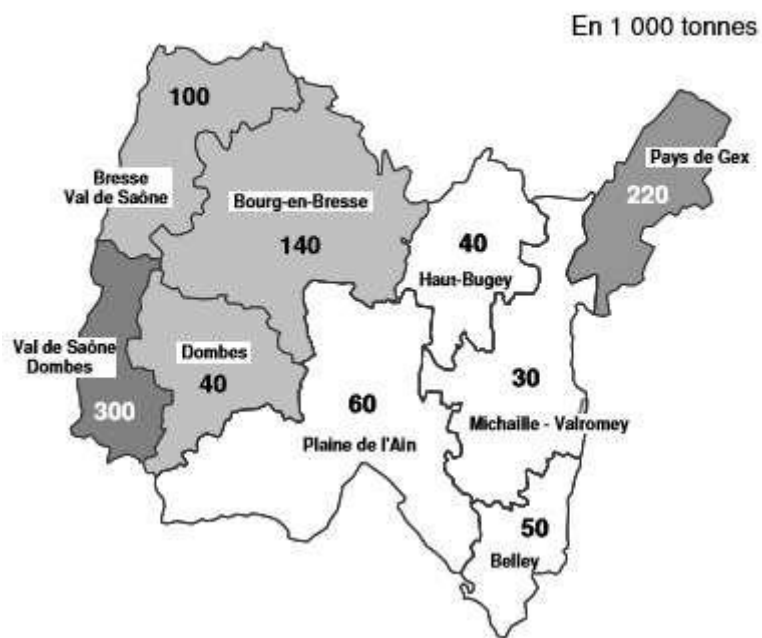 En 1 000 tonnes
100
Bresse
Val de Saône
Bourg-en-Bresse
140
Pays de Gex
220
40
Haut-Bugey
Val de Saône
Dombes
300
Dombes
40
60
Plaine de l'Ain
30
Michaille - Valromey
50
Belley